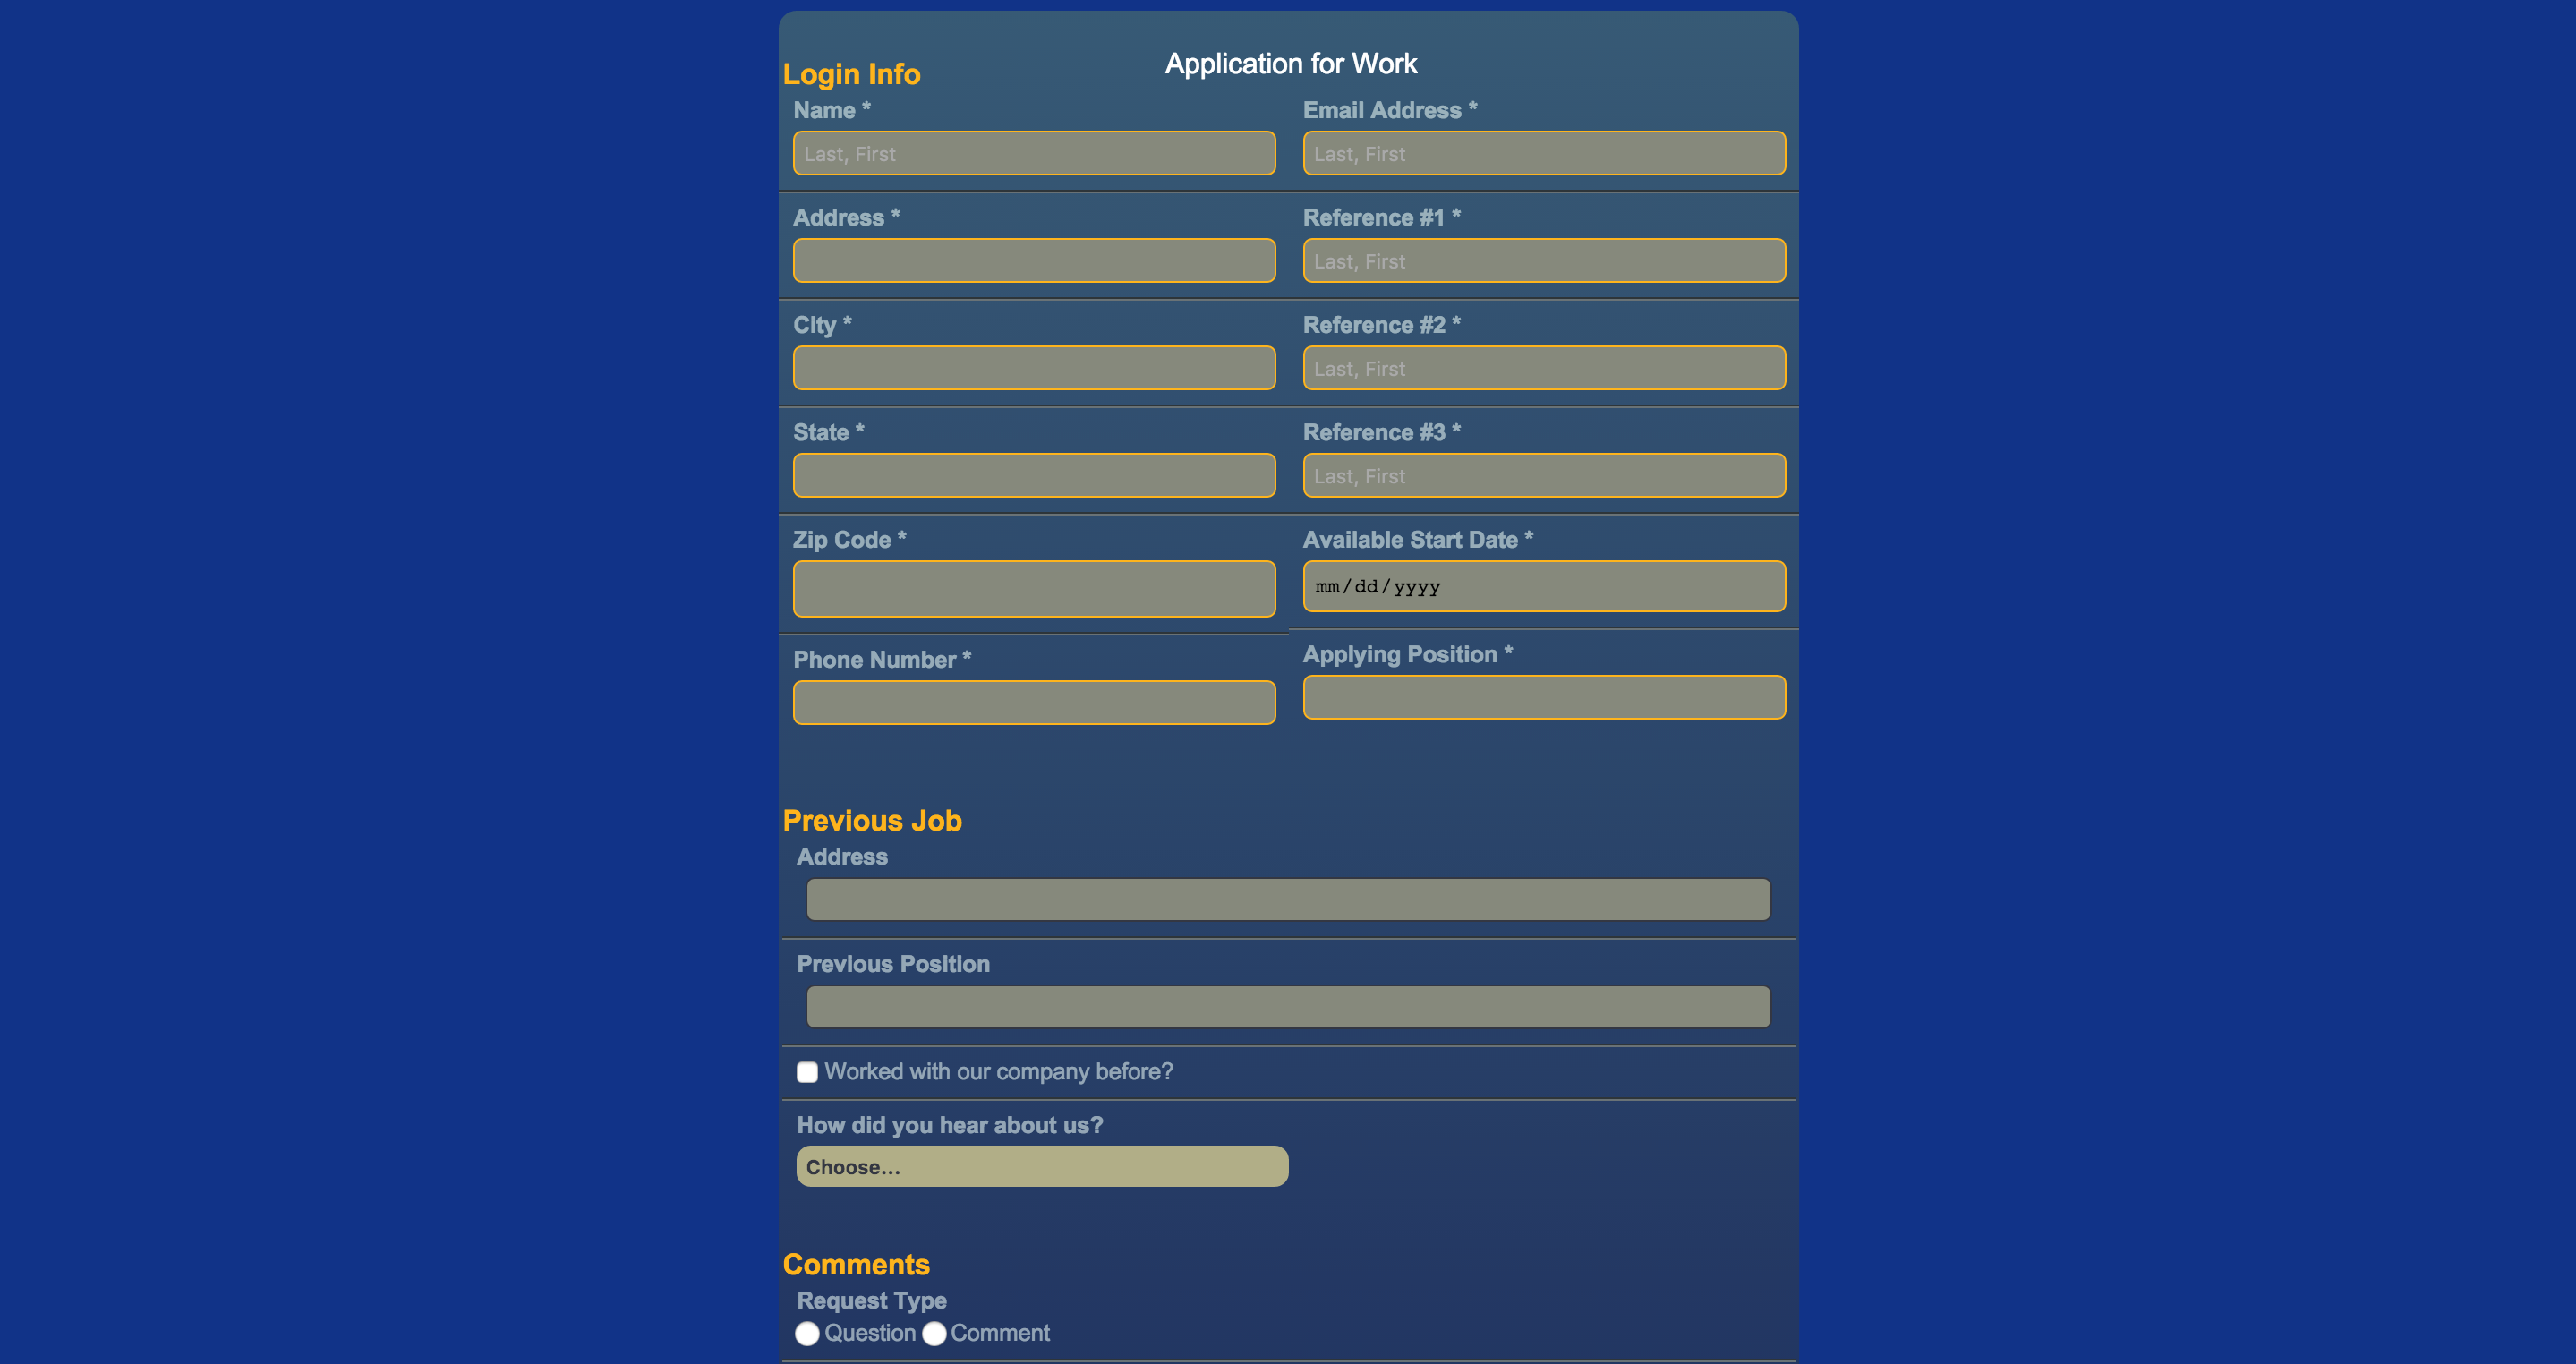 Application for Work
Login Info
Name *
Last, First
Email Address *
Last, First
Address *
Reference #1 *
Last, First
City *
Reference #2 *
Last, First
State *
Reference #3 *
Last, First
Zip Code *
Available Start Date *
mm/dd/yyyy
Phone Number *
Applying Position *
Previous Job
Address
Previous Position
Worked with our company before?
How did you hear about us?
Choose...
Comments
Request Type
Question Comment